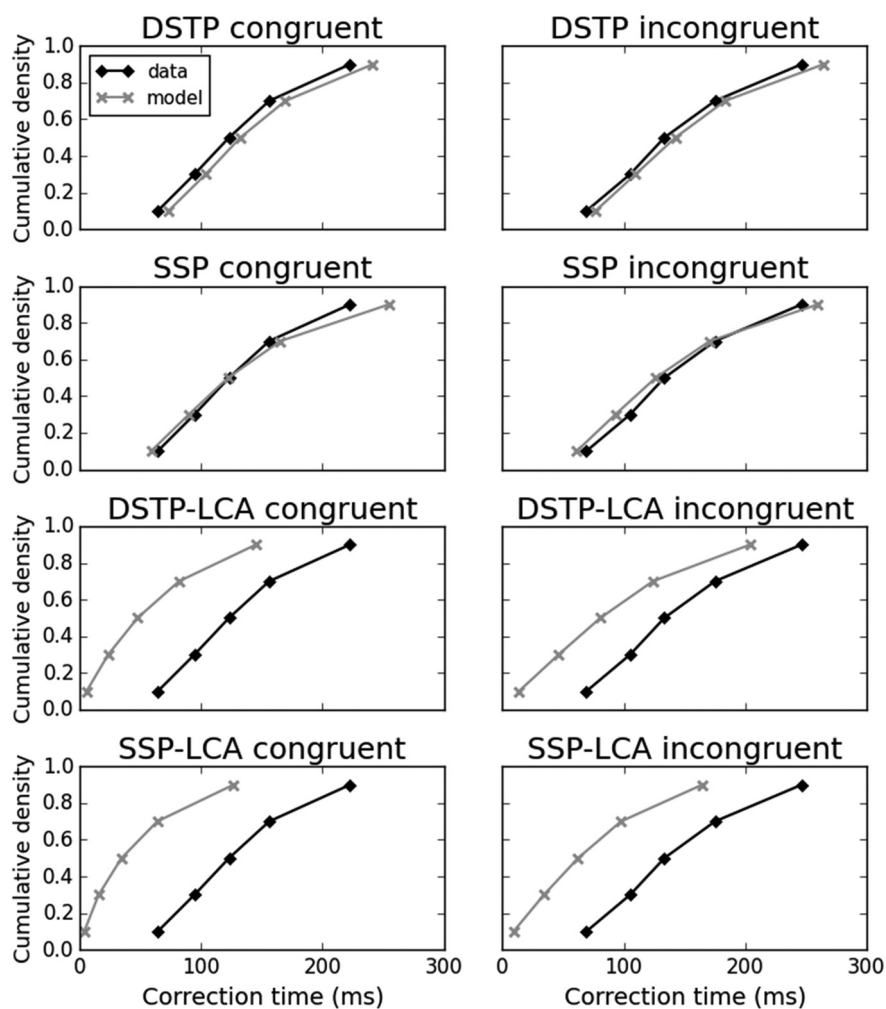 DSTP congruent
DSTP incongruent
Cumulative density
1.0
0.8
0.6
0.4
0.2
0.0
data
model
SSP congruent
SSP incongruent
Cumulative density
1.0
0.8
0.6
0.4
0.2
0.0
DSTP-LCA congruent
DSTP-LCA incongruent
Cumulative density
1.0
0.8
0.6
0.4
0.2
0.0
SSP-LCA congruent
SSP-LCA incongruent
Cumulative density
1.0
0.8
0.6
0.4
0.2
0.0
0 100 200 300
0 100 200 300
Correction time (ms)
Correction time (ms)